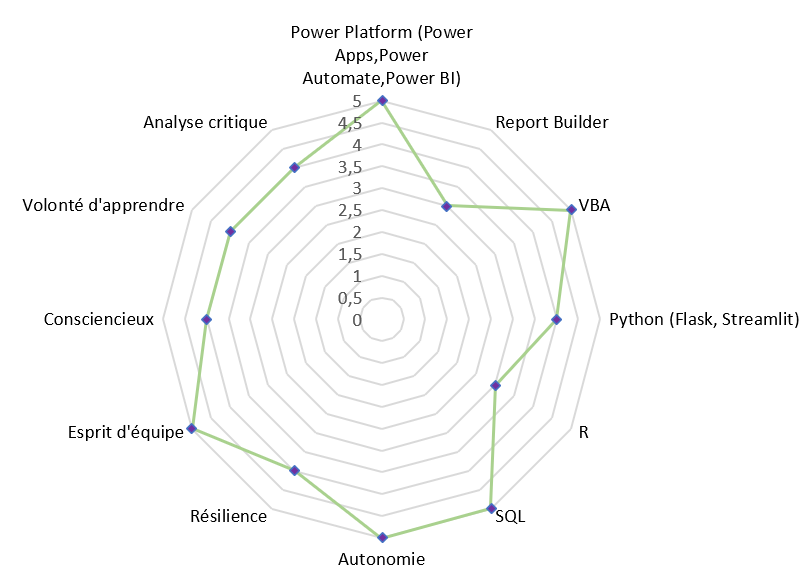 Power Platform (Power
Apps,Power
Automate,Power BI)
Report Builder
VBA
Python (Flask, Streamlit)
R
SQL
Autonomie
Résilience
Esprit d'équipe
Consciencieux
Volonté d'apprendre
Analyse critique
5
4,5
4
3,5
3
2,5
2
1,5
1
0,5
0